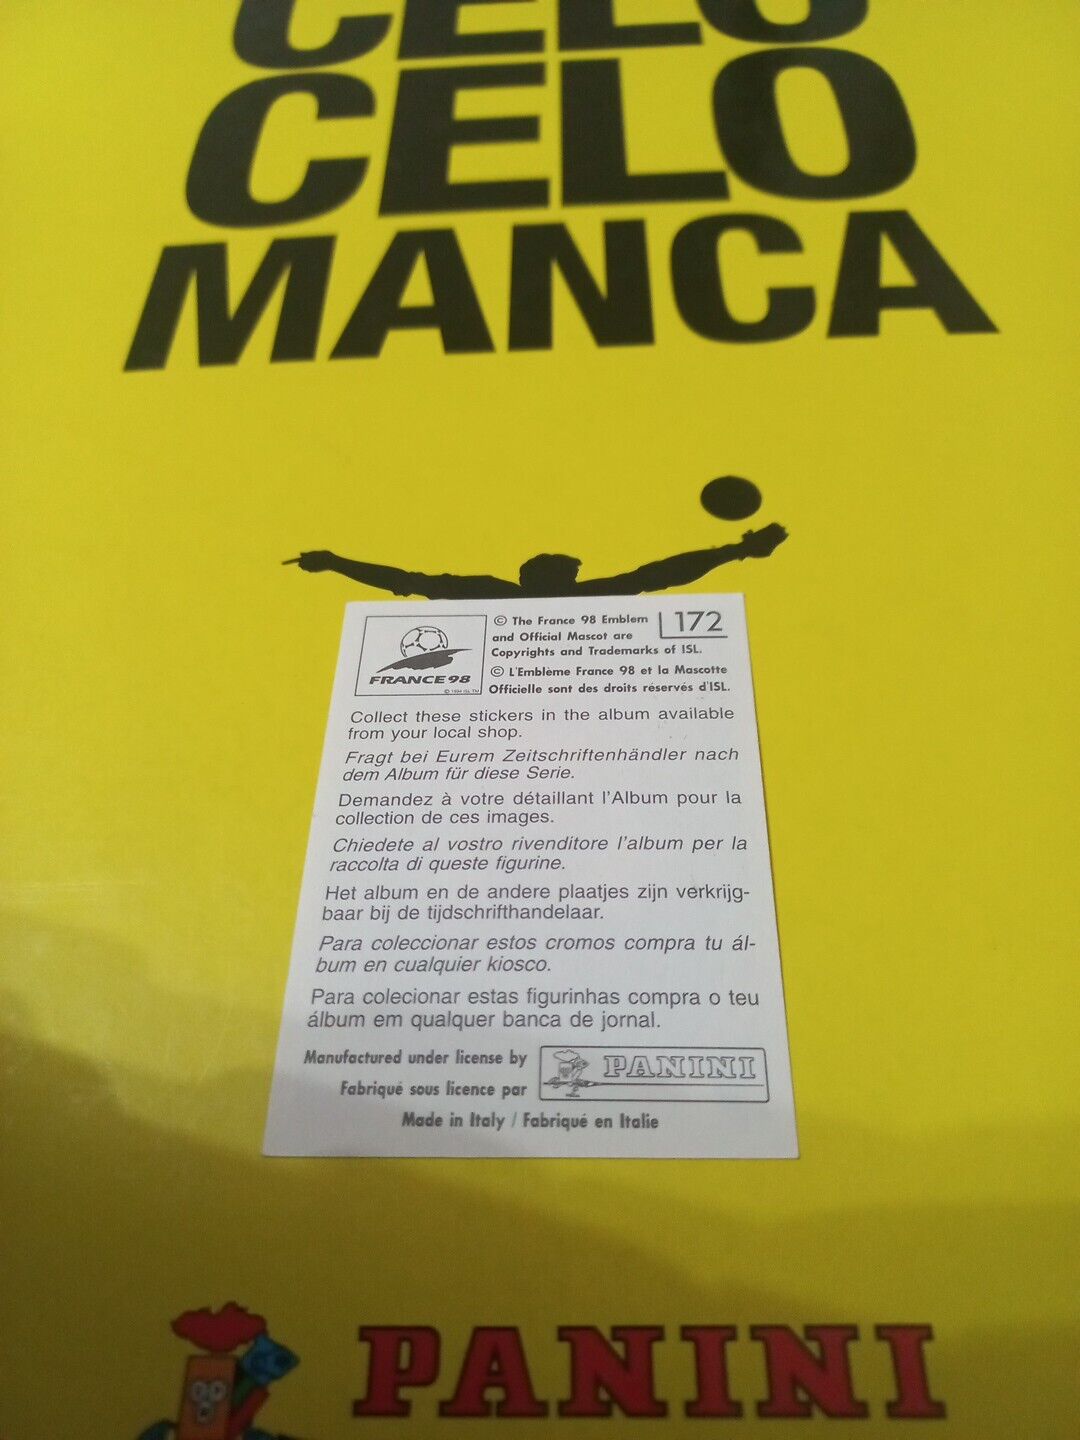 CELO
CELO
MANCA
© The France 98 Emblem
and Official Mascot are
Copyrights and Trademarks of ISL.
172
© L'Emblème France 98 et la Mascotte
Officielle sont des droits réservés d'ISL.
FRANCE 98
© 1994 ISL TM
Collect these stickers in the album available
from your local shop.
Fragt bei Eurem Zeitschriftenhändler nach
dem Album für diese Serie.
Demandez à votre détaillant l'Album pour la
collection de ces images.
Chiedete al vostro rivenditore l'album per la
raccolta di queste figurine.
Het album en de andere plaatjes zijn verkrijg-
baar bij de tijdschrifthandelaar.
Para coleccionar estos cromos compra tu ál-
bum en cualquier kiosco.
Para colecionar estas figurinhas compra o teu
álbum em qualquer banca de jornal.
Manufactured under license by
Fabriqué sous licence par
PANINI
Made in Italy / Fabriqué en Italie
PANINI